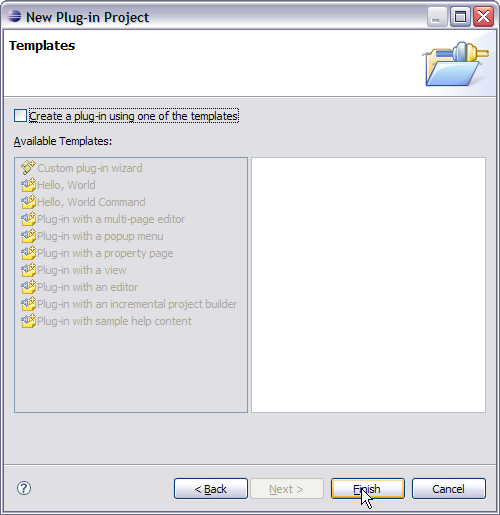 New Plug-in Project
Templates
Create a plug-in using one of the templates
Available Templates:
Custom plug-in wizard
Hello, World
Hello, World Command
Plug-in with a multi-page editor
Plug-in with a popup menu
Plug-in with a property page
Plug-in with a view
Plug-in with an editor
Plug-in with an incremental project builder
Plug-in with sample help content
? < Back Next > Finish Cancel